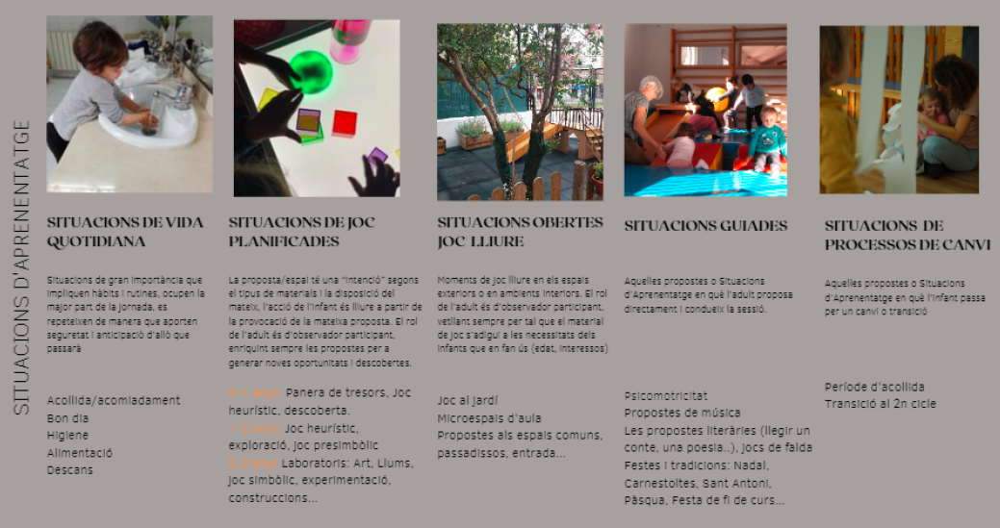 SITUACIONS D'APRENENTATGE
SITUACIONS DE VIDA
QUOTIDIANA
Situacions de gran importància que
impliquen hàbits i rutines, ocupen la
major part de la jornada, es
repeteixen de manera que aporten
seguretat i anticipació d'allò que
passarà
Acollida/acomiadament
Bon dia
Higiene
Alimentació
Descans
SITUACIONS DE JOC
PLANIFICADES
La proposta/espai té una "intenció" segons
el tipus de materials i la disposició del
mateix, l'acció de l'infant és lliure a partir de
la provocació de la mateixa proposta. El rol
de l'adult és d'observador participant,
enriquint sempre les propostes per a
generar noves oportunitats i descobertes.
Panera de tresors, Joc
heurístic, descoberta.
Joc heurístic,
exploració, joc presimbòlic
Laboratoris: Art, Llums,
joc simbòlic, experimentació,
construccions...
SITUACIONS OBERTES
JOC LLIURE
Moments de joc lliure en els espais
exteriors o en ambients interiors. El rol
de l'adult és d'observador participant,
vetllant sempre per tal que el material
de joc s'adigui a les necessitats dels
infants que en fan ús (edat, interessos)
Joc al jardí
Microespais d'aula
Propostes als espais comuns,
passadissos, entrada...
SITUACIONS GUIADES
Aquelles propostes o Situacions
d'Aprenentatge en què l'adult proposa
directament i condueix la sessió.
Psicomotricitat
Propostes de música
Les propostes literàries (llegir un
conte, una poesia..), jocs de falda
Festes i tradicions: Nadal,
Carnestoltes, Sant Antoni,
Pàsqua, Festa de fi de curs...
SITUACIONS DE
PROCESSOS DE CANVI
Aquelles propostes o Situacions
d'Aprenentatge en què l'infant passa
per un canvi o transició
Període d'acollida
Transició al 2n cicle